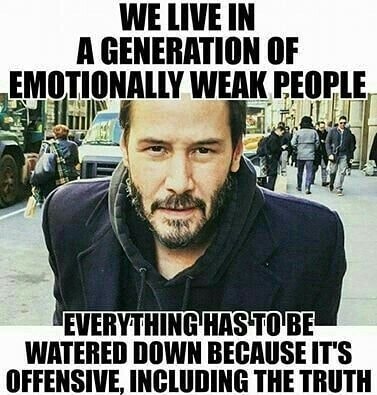 WE LIVE IN
A GENERATION OF
EMOTIONALLY WEAK PEOPLE
EVERYTHING HAS TO BE
WATERED DOWN BECAUSE IT'S
OFFENSIVE, INCLUDING THE TRUTH